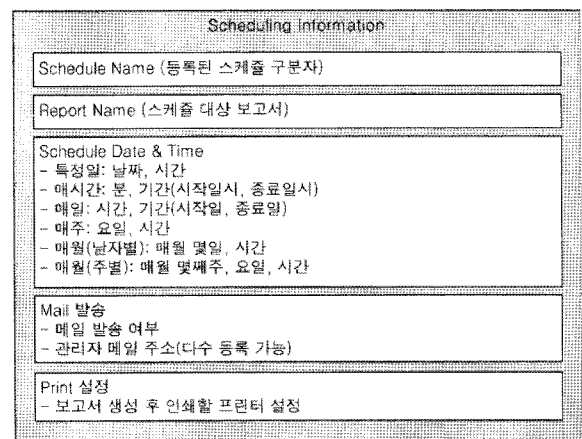 Scheduling Information
Schedule Name (등록된 스케쥴 구분자)
Report Name (스케쥴 대상 보고서)
Schedule Date & Time
- 특정일: 날짜, 시간
- 매시간: 분, 기간(시작일시, 종료일시)
- 매일: 시간, 기간(시작일, 종료일)
- 매주: 요일, 시간
- 매월(날자별): 매월 몇일, 시간
- 매월(주별): 매월 몇째주, 요일, 시간
Mail 발송
- 메일 발송 여부
- 관리자 메일 주소(다수 등록 가능)
Print 설정
- 보고서 생성 후 인쇄할 프린터 설정